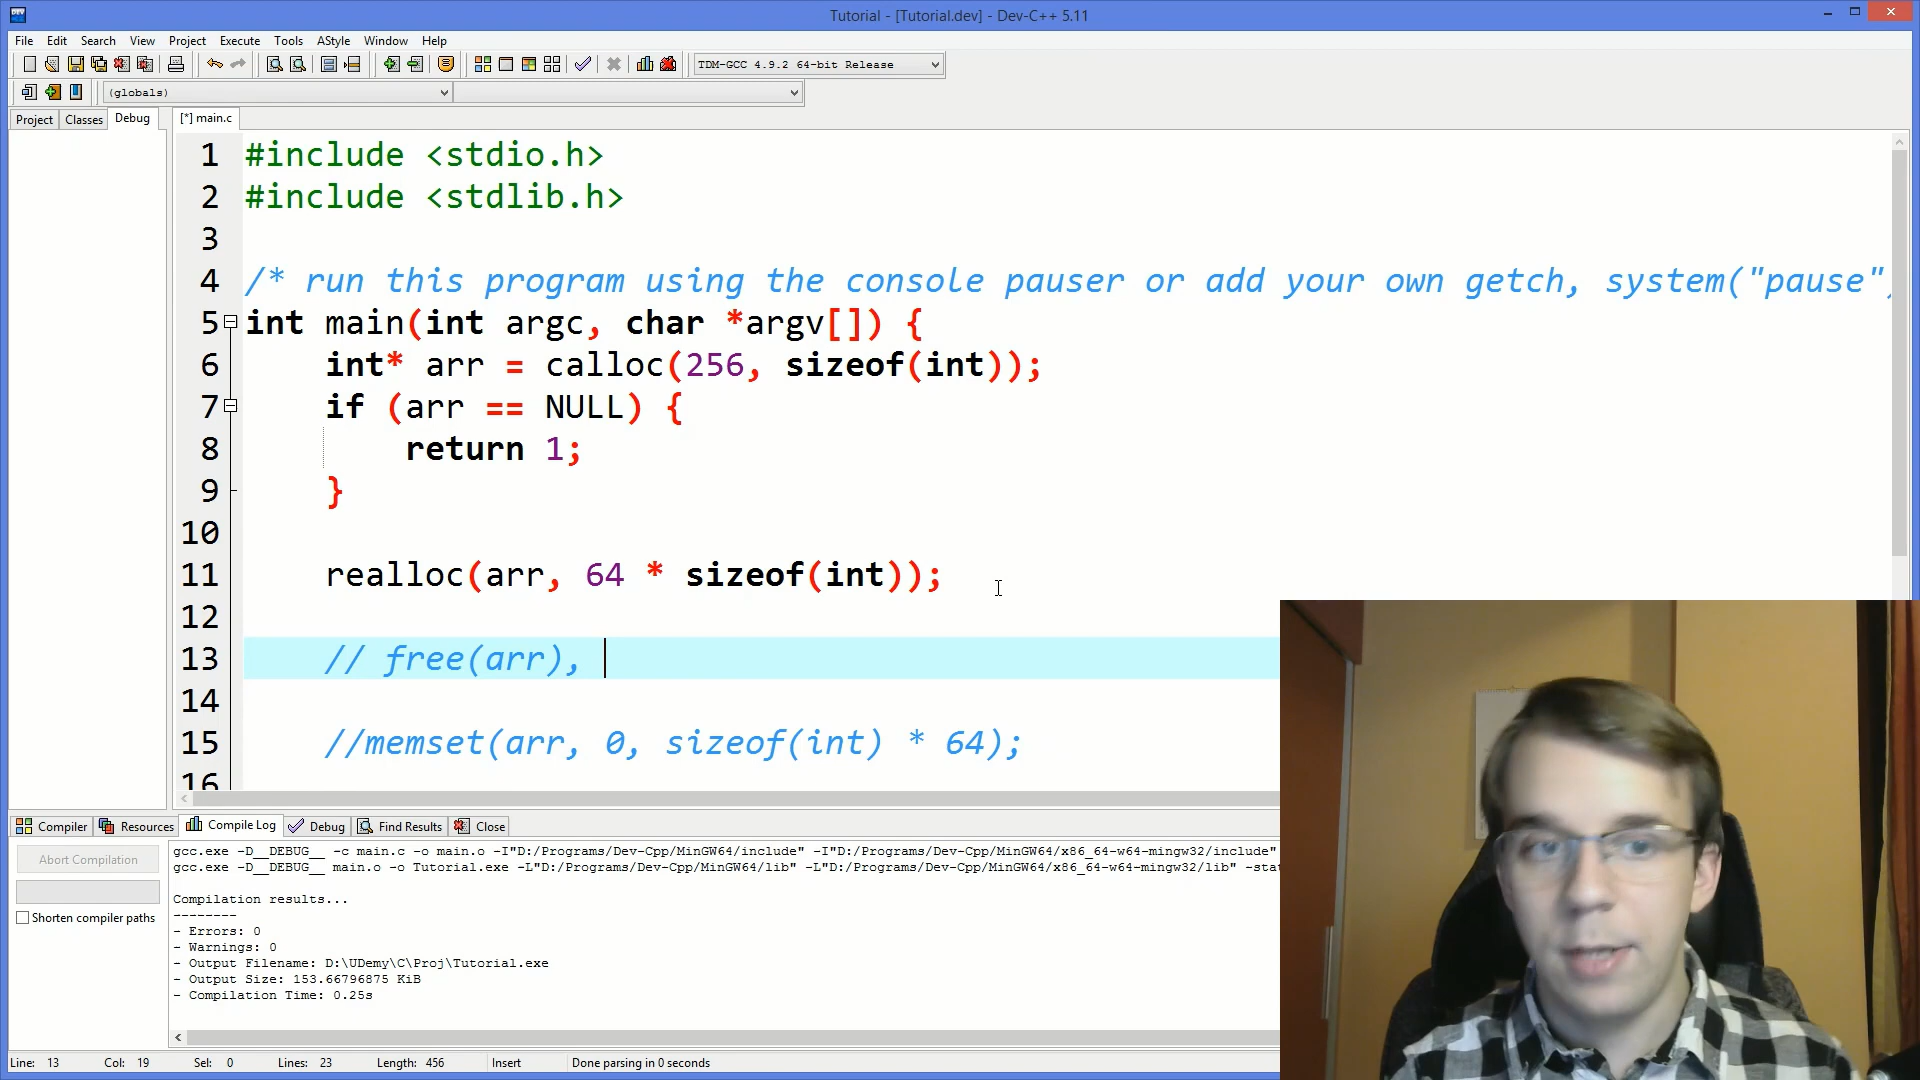 Tutorial - [Tutorial.dev] - Dev-C++ 5.11
File Edit Search View Project Execute Tools AStyle Window Help
TDM-GCC 4.9.2 64-bit Release
(globals)
Project Classes Debug [*] main.c
1 #include <stdio.h>
2 #include <stdlib.h>
3
4 /* run this program using the console pauser or add your own getch, system("pause")
5 int main(int argc, char *argv[]) {
6 int* arr = calloc(256, sizeof(int));
7 if (arr == NULL) {
8 return 1;
9 }
10
11 realloc(arr, 64 * sizeof(int));
12
13 // free(arr),
14
15 //memset(arr, 0, sizeof(int) * 64);
16
Compiler Resources Compile Log Debug Find Results Close
Abort Compilation
Shorten compiler paths
gcc.exe -D__DEBUG__ -c main.c -o main.o -I"D:/Programs/Dev-Cpp/MinGW64/include" -I"D:/Programs/Dev-Cpp/MinGW64/x86_64-w64-mingw32/include"
gcc.exe -D__DEBUG__ main.o -o Tutorial.exe -L"D:/Programs/Dev-Cpp/MinGW64/lib" -L"D:/Programs/Dev-Cpp/MinGW64/x86_64-w64-mingw32/lib" -sta
Compilation results...
--------
- Errors: 0
- Warnings: 0
- Output Filename: D:\UDemy\C\Proj\Tutorial.exe
- Output Size: 153.66796875 KiB
- Compilation Time: 0.25s
Line: 13 Col: 19 Sel: 0 Lines: 23 Length: 456 Insert Done parsing in 0 seconds